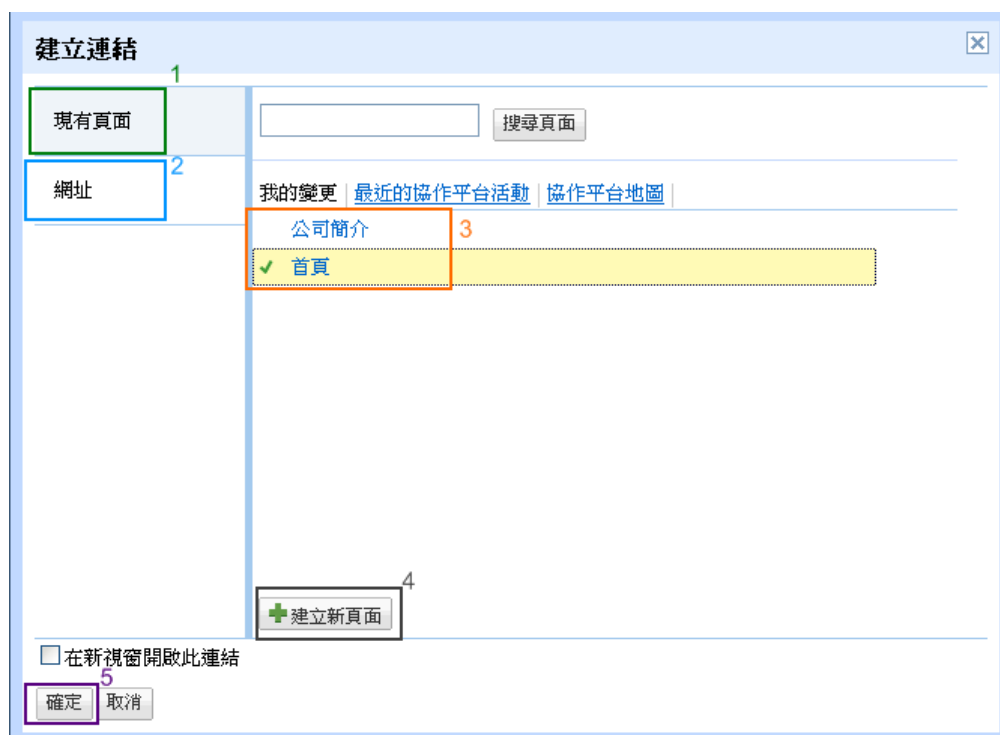 建立連結
1
現有頁面
搜尋頁面
2
網址
我的變更 | 最近的協作平台活動 | 協作平台地圖 |
公司簡介 3
首頁
4
建立新頁面
在新視窗開啟此連結
5
確定 取消